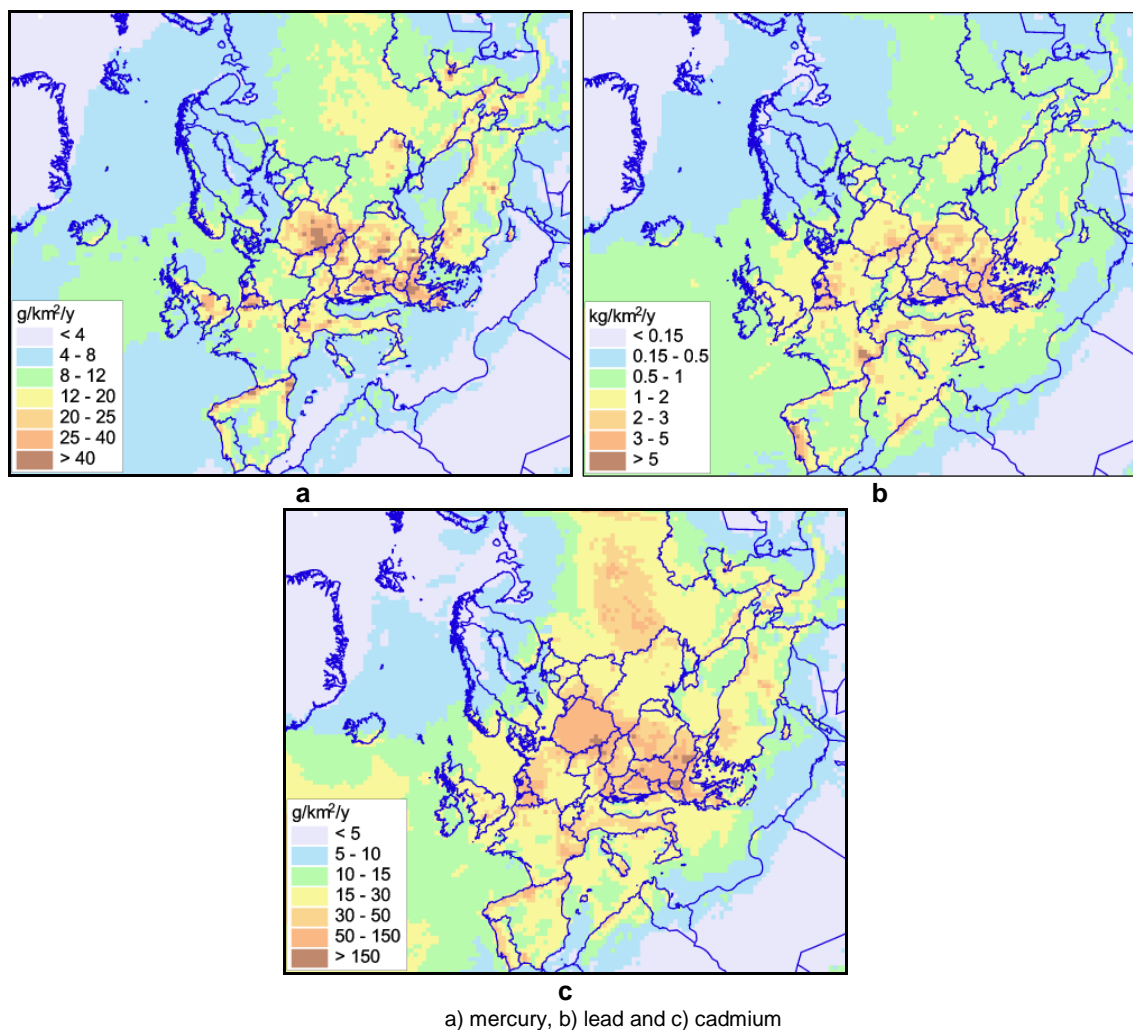 g/km²/y
< 4
4 - 8
8 - 12
12 - 20
20 - 25
25 - 40
> 40
a
kg/km²/y
< 0.15
0.15 - 0.5
0.5 - 1
1 - 2
2 - 3
3 - 5
> 5
b
g/km²/y
< 5
5 - 10
10 - 15
15 - 30
30 - 50
50 - 150
> 150
c
a) mercury, b) lead and c) cadmium